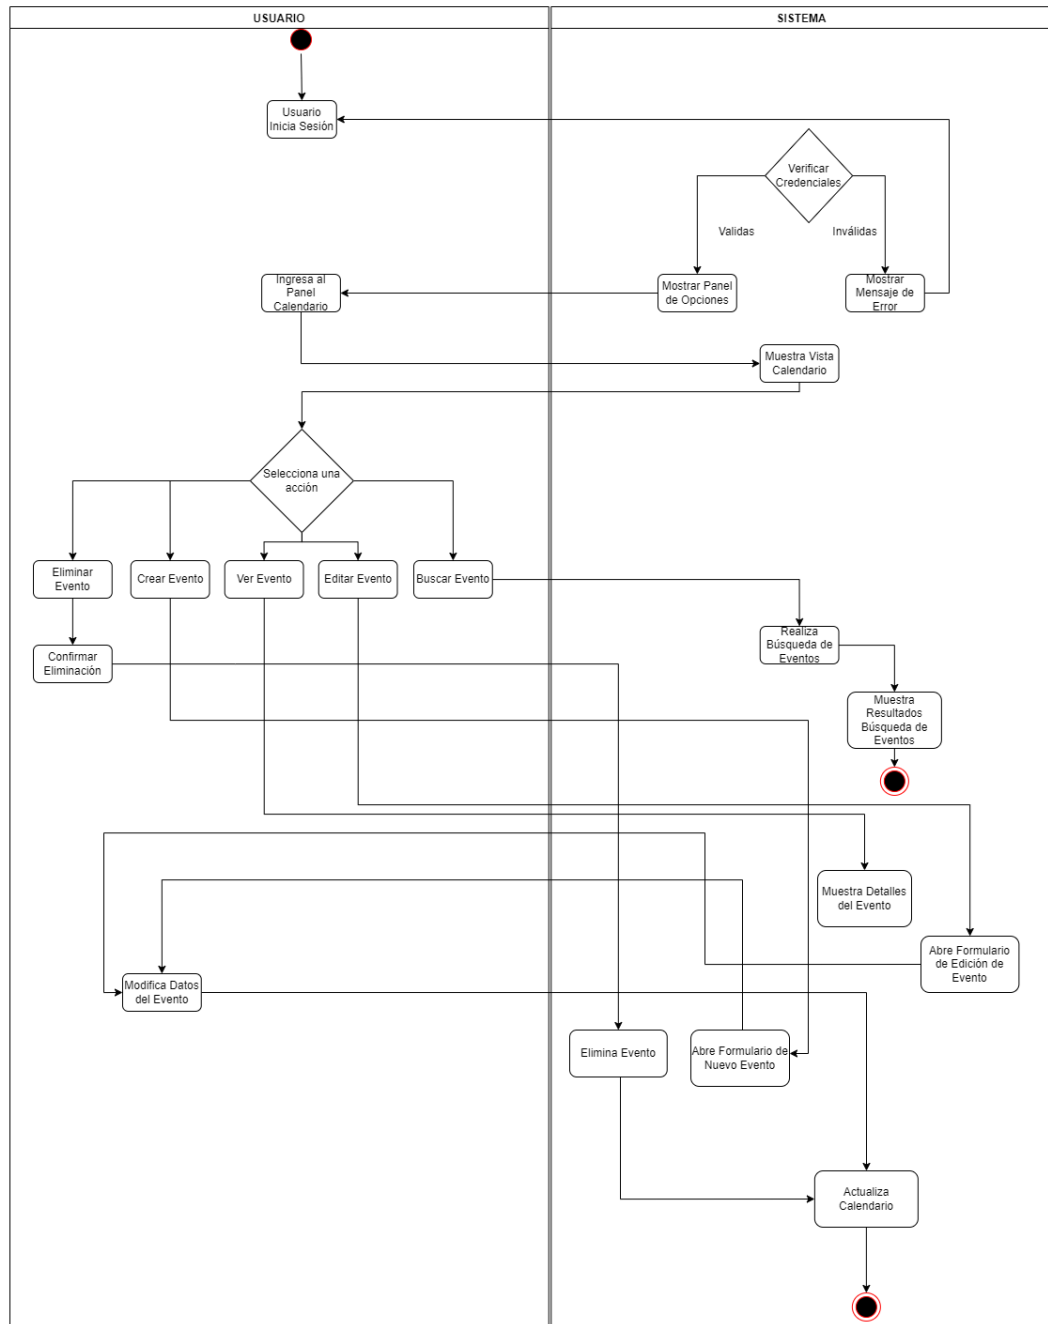 USUARIO
SISTEMA
Usuario
Inicia Sesión
Verificar
Credenciales
Validas
Inválidas
Ingresa al
Panel
Calendario
Mostrar Panel
de Opciones
Mostrar
Mensaje de
Error
Muestra Vista
Calendario
Selecciona una
acción
Eliminar
Evento
Crear Evento
Ver Evento
Editar Evento
Buscar Evento
Realiza
Búsqueda de
Eventos
Confirmar
Eliminación
Muestra
Resultados
Búsqueda de
Eventos
Muestra Detalles
del Evento
Abre Formulario
de Edición de
Evento
Modifica Datos
del Evento
Elimina Evento
Abre Formulario de
Nuevo Evento
Actualiza
Calendario